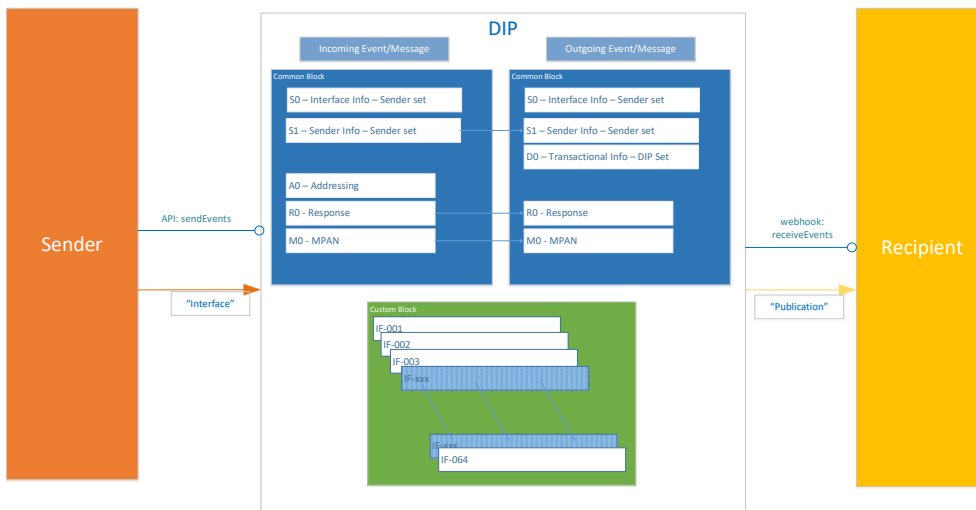 DIP
Incoming Event/Message
Outgoing Event/Message
Common Block
S0 – Interface Info – Sender set
S1 – Sender Info – Sender set
A0 – Addressing
R0 - Response
M0 - MPAN
Common Block
S0 – Interface Info – Sender set
S1 – Sender Info – Sender set
D0 – Transactional Info – DIP Set
R0 - Response
M0 - MPAN
Sender
API: sendEvents
"Interface"
webhook:
receiveEvents
"Publication"
Recipient
Custom Block
IF-001
IF-002
IF-003
IF-xxx
IF-xxx
IF-064